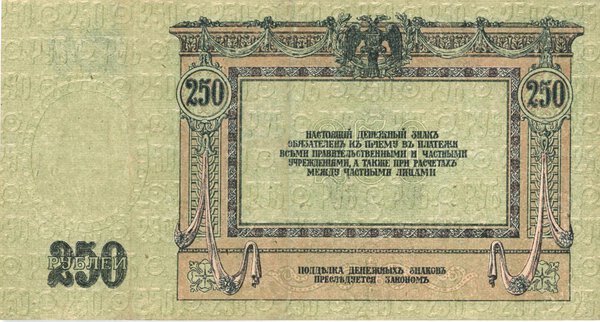 250
250
НАСТОЯЩІЙ ДЕНЕЖНЫЙ ЗНАК
ОБЯЗАТЕЛЕНЪ КЪ ПРІЕМУ ВЪ ПЛАТЕЖИ
ВСѢМИ ПРАВИТЕЛЬСТВЕННЫМИ И ЧАСТНЫМИ
УЧРЕЖДЕНІЯМИ, А ТАКЖЕ ПРИ РАСЧЕТАХЪ
МЕЖДУ ЧАСТНЫМИ ЛИЦАМИ
250
РУБЛЕЙ
ПОДДѢЛКА ДЕНЕЖНЫХЪ ЗНАКОВЪ
ПРЕСЛѢДУЕТСЯ ЗАКОНОМЪ